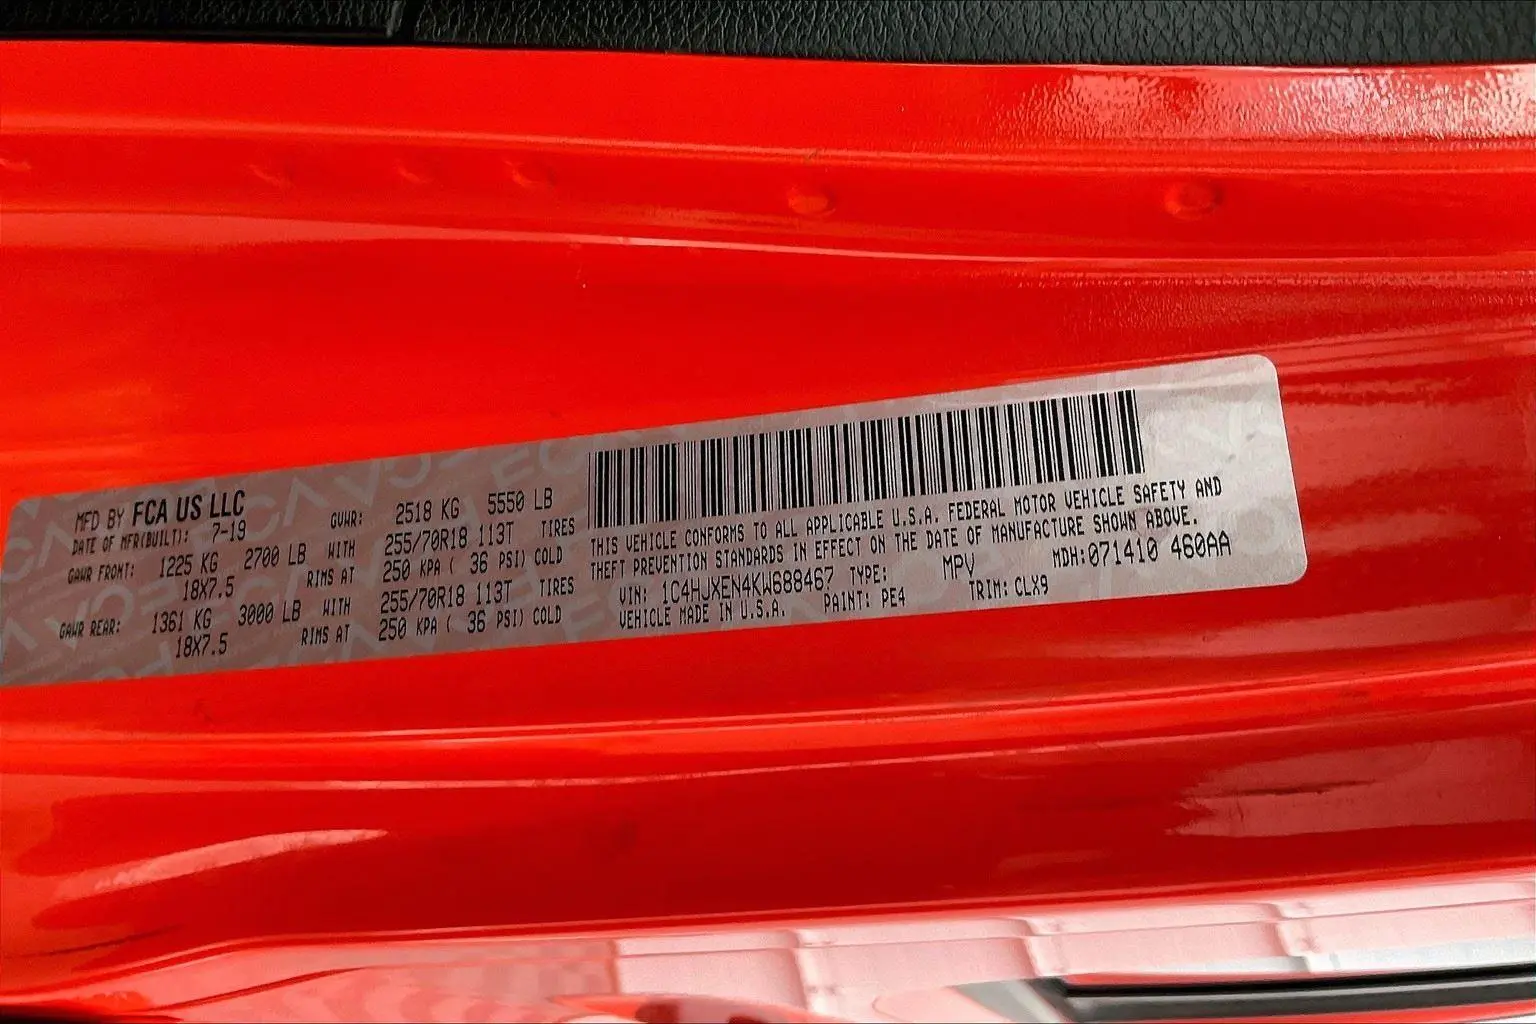 MFD BY FCA US LLC
DATE OF MFR(BUILT): 7-19
GVWR: 2518 KG 5550 LB
GAWR FRONT: 1225 KG 2700 LB WITH 255/70R18 113T TIRES
18X7.5 RIMS AT 250 KPA ( 36 PSI) COLD
GAWR REAR: 1361 KG 3000 LB WITH 255/70R18 113T TIRES
18X7.5 RIMS AT 250 KPA ( 36 PSI) COLD
THIS VEHICLE CONFORMS TO ALL APPLICABLE U.S.A. FEDERAL MOTOR VEHICLE SAFETY AND
THEFT PREVENTION STANDARDS IN EFFECT ON THE DATE OF MANUFACTURE SHOWN ABOVE.
VIN: 1C4HJXEN4KW688467 TYPE: MPV MDH:071410 460AA
VEHICLE MADE IN U.S.A. PAINT: PE4 TRIM: CLX9